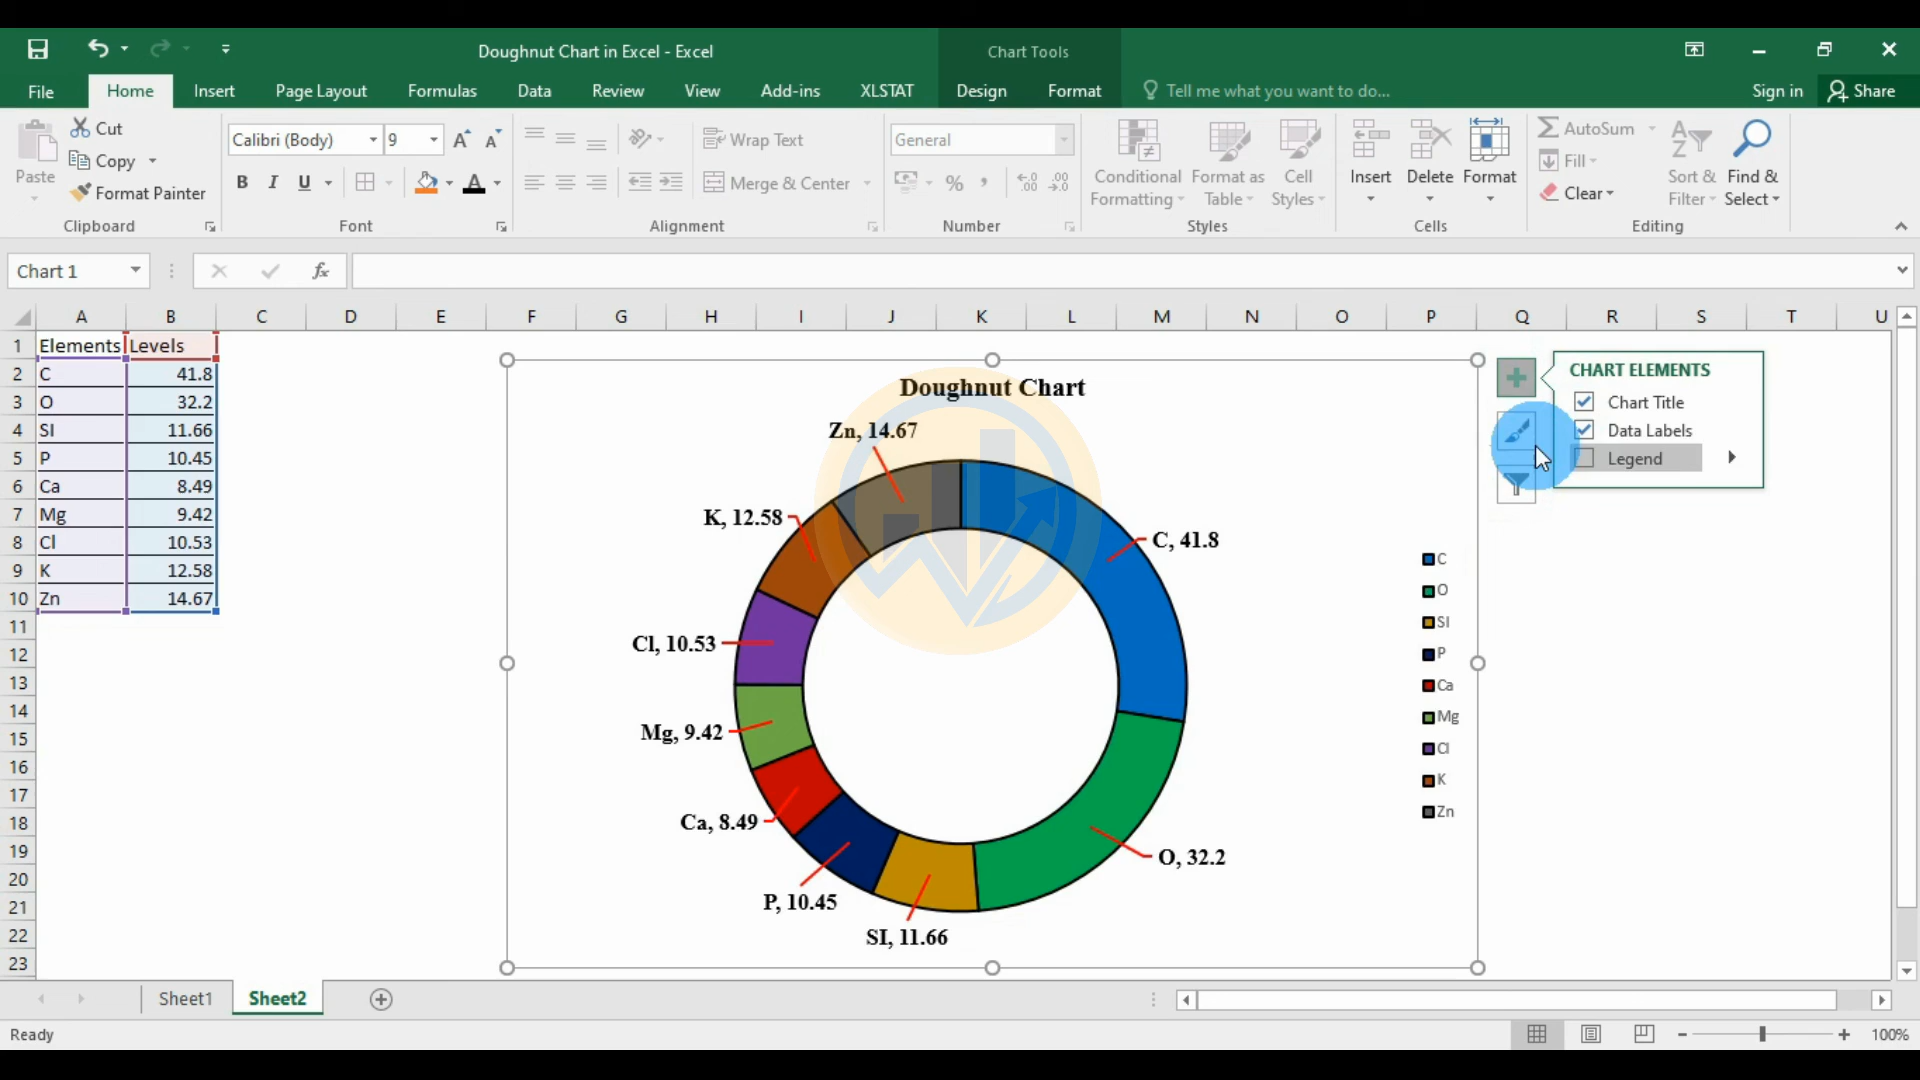 Doughnut Chart in Excel - Excel
Chart Tools
File
Home
Insert
Page Layout
Formulas
Data
Review
View
Add-ins
XLSTAT
Design
Format
Tell me what you want to do...
Sign in
Share
Paste
Cut
Copy
Format Painter
Clipboard
Calibri (Body)
9
A A
B I U
A
Font
Wrap Text
Merge & Center
Alignment
General
% ,
Number
Conditional Formatting
Format as Table
Cell Styles
Styles
Insert
Delete
Format
Cells
AutoSum
Fill
Clear
Sort & Filter
Find & Select
Editing
Chart 1
fx
A B C D E F G H I J K L M N O P Q R S T U
1 Elements Levels
2 C 41.8
3 O 32.2
4 SI 11.66
5 P 10.45
6 Ca 8.49
7 Mg 9.42
8 Cl 10.53
9 K 12.58
10 Zn 14.67
11
12
13
14
15
16
17
18
19
20
21
22
23
Doughnut Chart
Zn, 14.67
K, 12.58
C, 41.8
Cl, 10.53
Mg, 9.42
Ca, 8.49
O, 32.2
P, 10.45
SI, 11.66
C
O
SI
P
Ca
Mg
Cl
K
Zn
CHART ELEMENTS
Chart Title
Data Labels
Legend
Sheet1
Sheet2
Ready
100%